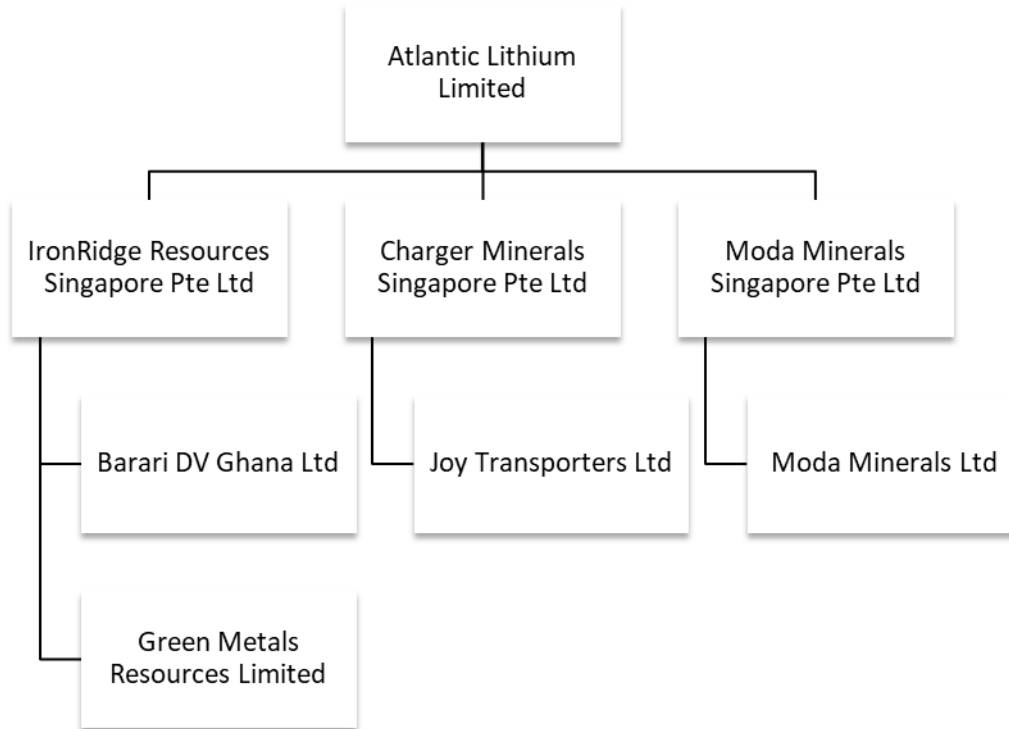 Atlantic Lithium
Limited
IronRidge Resources
Singapore Pte Ltd
Charger Minerals
Singapore Pte Ltd
Moda Minerals
Singapore Pte Ltd
Barari DV Ghana Ltd
Joy Transporters Ltd
Moda Minerals Ltd
Green Metals
Resources Limited